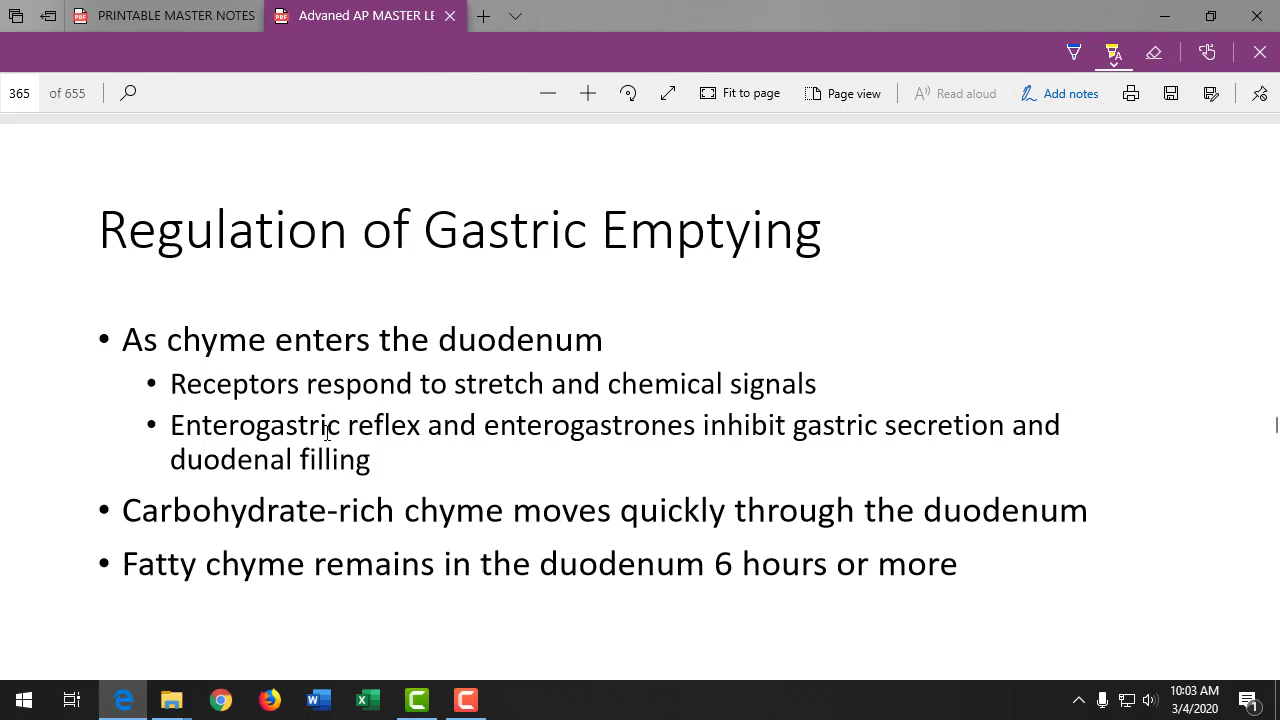 PRINTABLE MASTER NOTES
Advaned AP MASTER LE
365 of 655
Fit to page
Page view
Read aloud
Add notes
Regulation of Gastric Emptying
• As chyme enters the duodenum
• Receptors respond to stretch and chemical signals
• Enterogastric reflex and enterogastrones inhibit gastric secretion and
duodenal filling
• Carbohydrate-rich chyme moves quickly through the duodenum
• Fatty chyme remains in the duodenum 6 hours or more
10:03 AM
3/4/2020